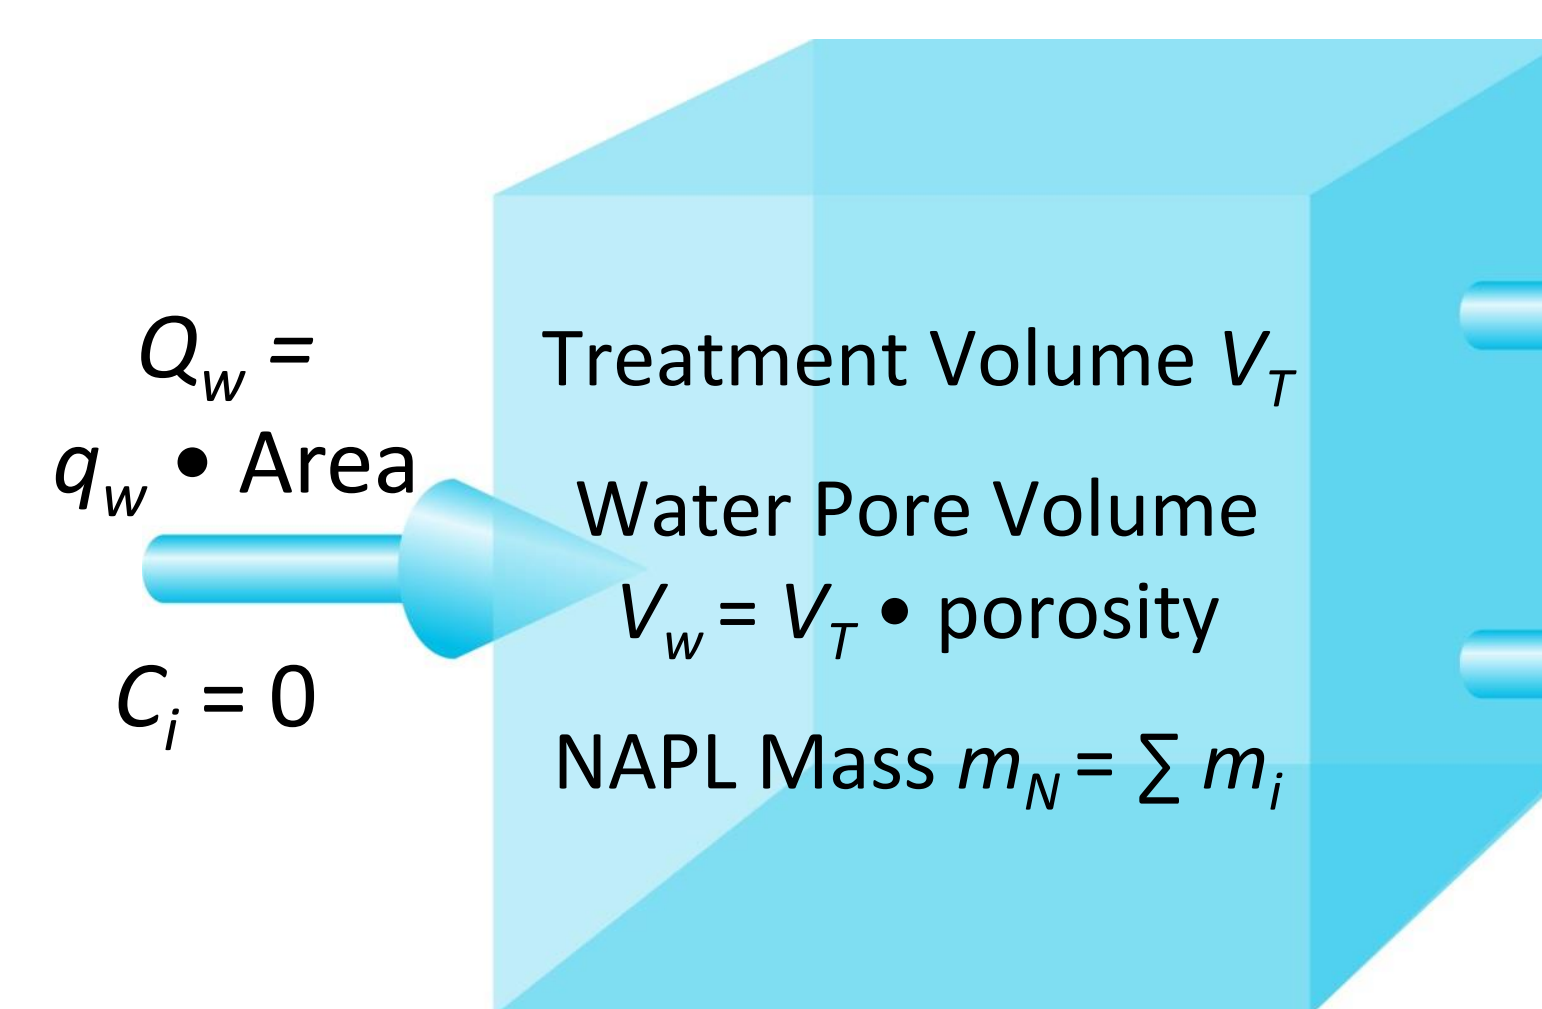 Q_w =
q_w • Area
C_i = 0
Treatment Volume V_T
Water Pore Volume
V_w = V_T • porosity
NAPL Mass m_N = ∑ m_i